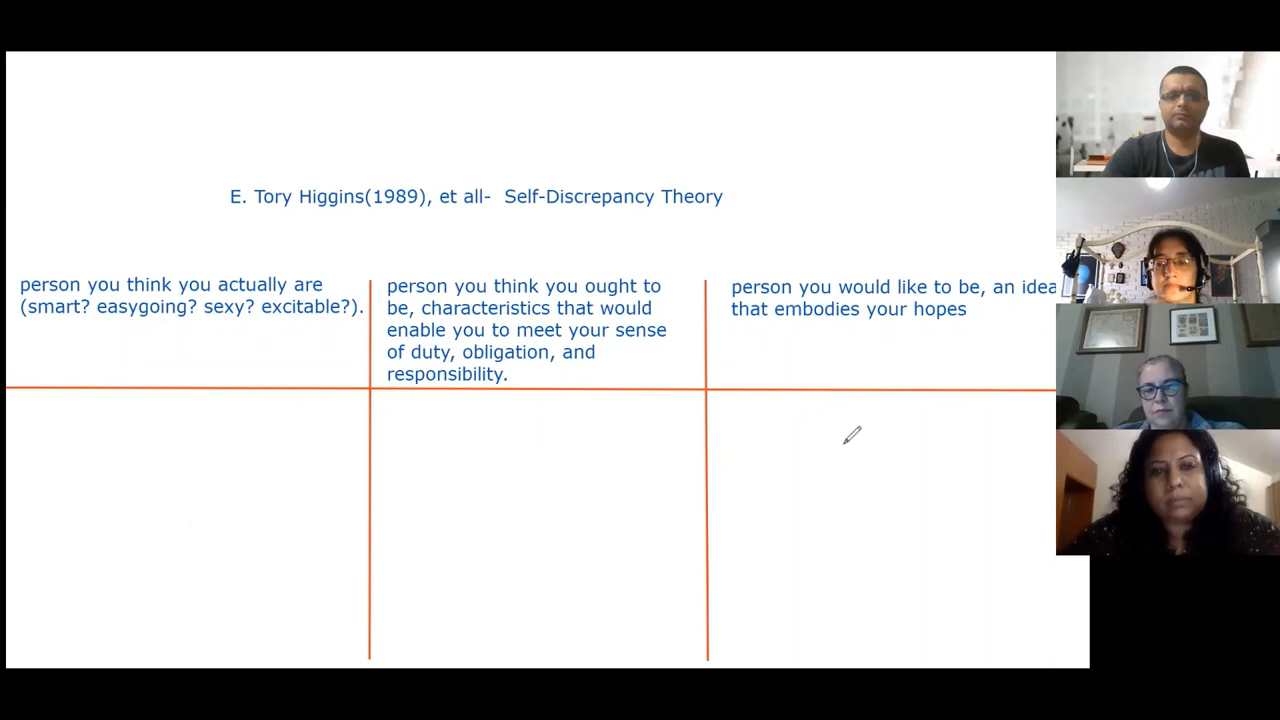 E. Tory Higgins(1989), et all-  Self-Discrepancy Theory
person you think you actually are
(smart? easygoing? sexy? excitable?).
person you think you ought to
be, characteristics that would
enable you to meet your sense
of duty, obligation, and
responsibility.
person you would like to be, an idea
that embodies your hopes